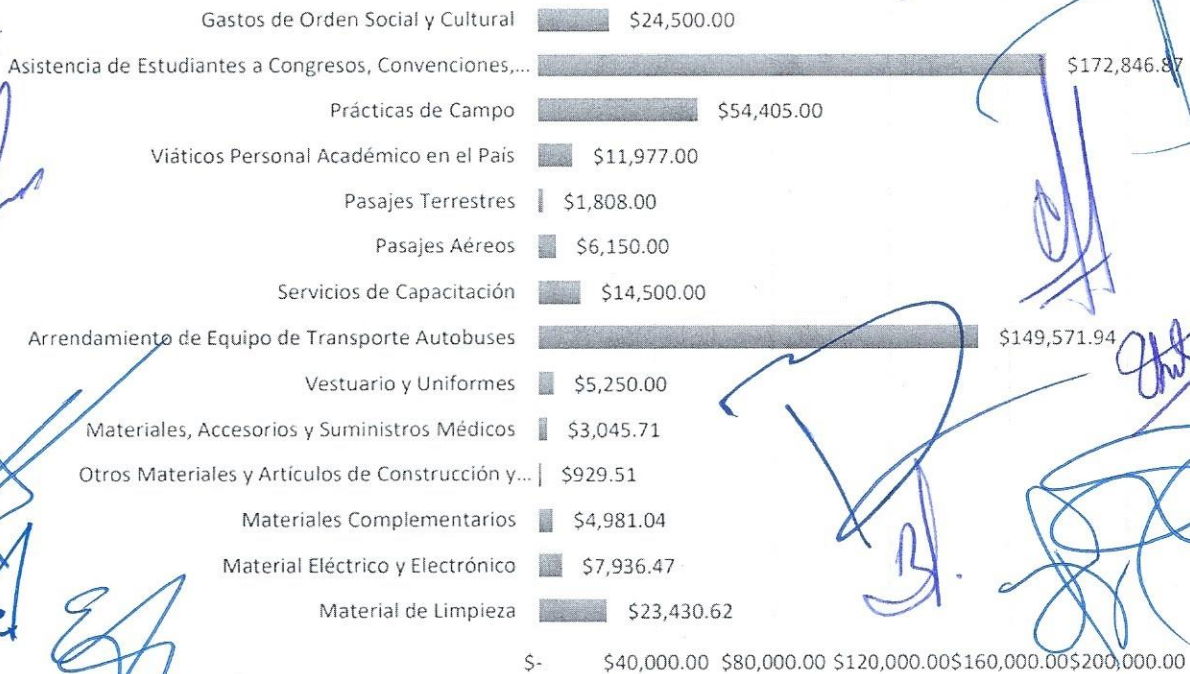 Gastos de Orden Social y Cultural $24,500.00
Asistencia de Estudiantes a Congresos, Convenciones,... $172,846.87
Prácticas de Campo $54,405.00
Viáticos Personal Académico en el País $11,977.00
Pasajes Terrestres $1,808.00
Pasajes Aéreos $6,150.00
Servicios de Capacitación $14,500.00
Arrendamiento de Equipo de Transporte Autobuses $149,571.94
Vestuario y Uniformes $5,250.00
Materiales, Accesorios y Suministros Médicos $3,045.71
Otros Materiales y Artículos de Construcción y... $929.51
Materiales Complementarios $4,981.04
Material Eléctrico y Electrónico $7,936.47
Material de Limpieza $23,430.62
$- $40,000.00 $80,000.00 $120,000.00 $160,000.00 $200,000.00